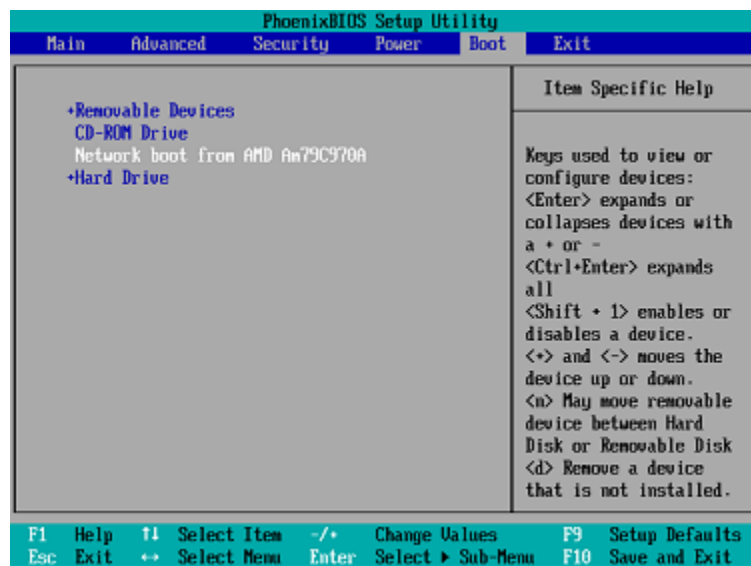 PhoenixBIOS Setup Utility
Main Advanced Security Power Boot Exit
Item Specific Help
+Removable Devices
CD-ROM Drive
Network boot from AMD Am79C970A
+Hard Drive
Keys used to view or
configure devices:
<Enter> expands or
collapses devices with
a + or -
<Ctrl+Enter> expands
all
<Shift + 1> enables or
disables a device.
<+> and <-> moves the
device up or down.
<n> May move removable
device between Hard
Disk or Removable Disk
<d> Remove a device
that is not installed.
F1 Help ↑↓ Select Item -/+ Change Values F9 Setup Defaults
Esc Exit ↔ Select Menu Enter Select ▶ Sub-Menu F10 Save and Exit